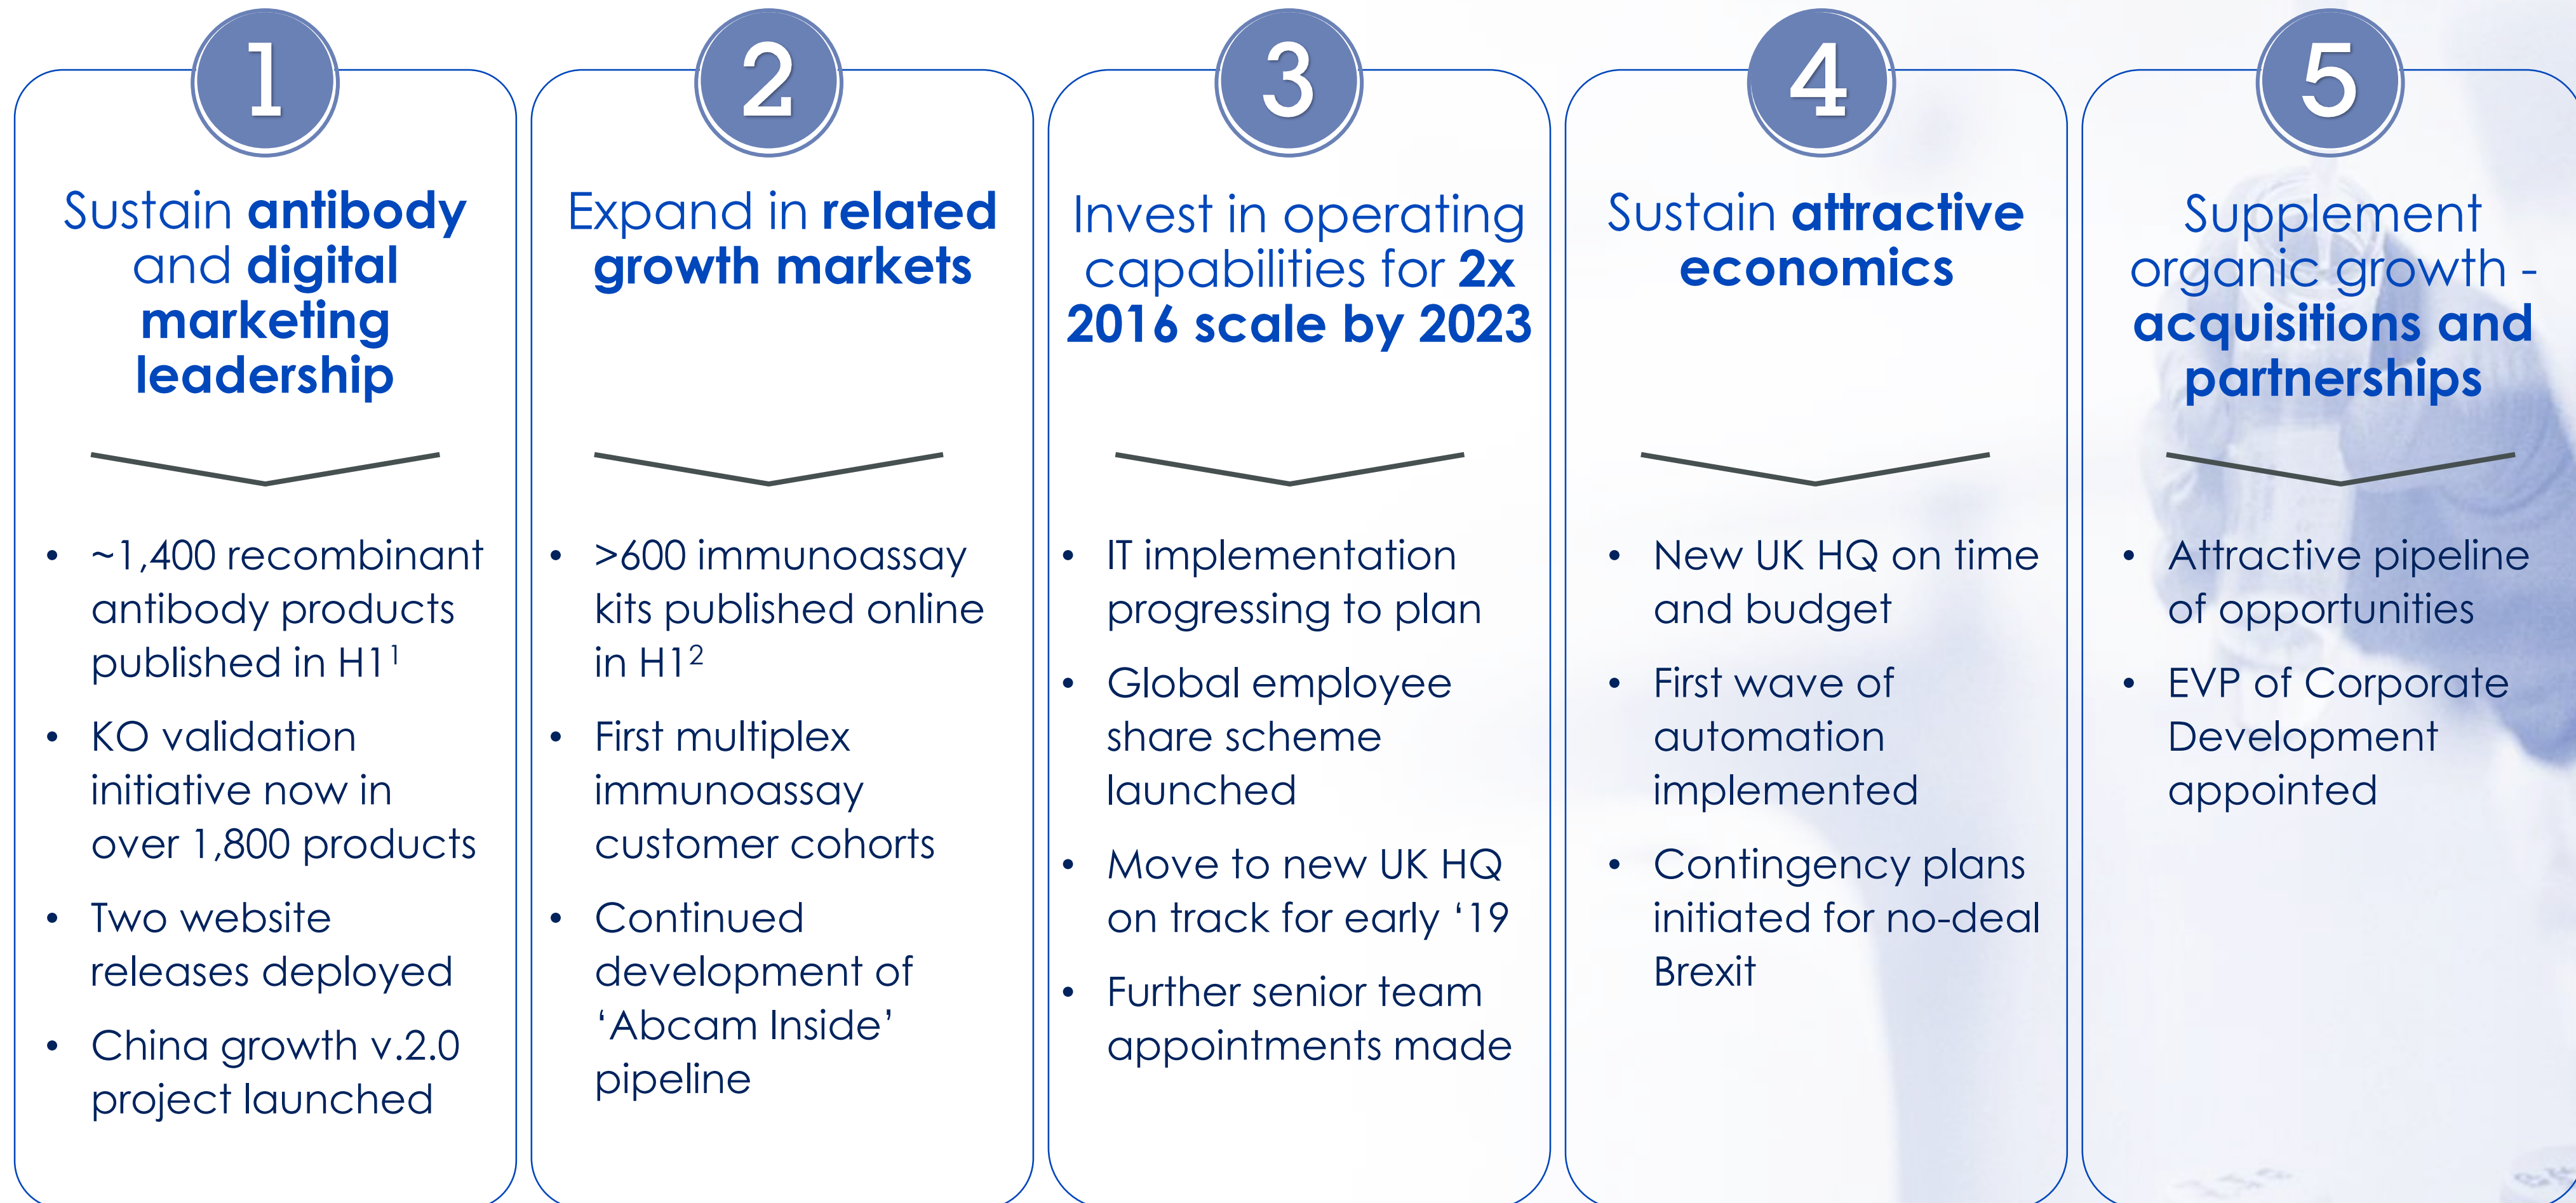 1
Sustain antibody
and digital
marketing
leadership
• ~1,400 recombinant
antibody products
published in H1¹
• KO validation
initiative now in
over 1,800 products
• Two website
releases deployed
• China growth v.2.0
project launched
2
Expand in related
growth markets
• >600 immunoassay
kits published online
in H1²
• First multiplex
immunoassay
customer cohorts
• Continued
development of
‘Abcam Inside’
pipeline
3
Invest in operating
capabilities for 2x
2016 scale by 2023
• IT implementation
progressing to plan
• Global employee
share scheme
launched
• Move to new UK HQ
on track for early ‘19
• Further senior team
appointments made
4
Sustain attractive
economics
• New UK HQ on time
and budget
• First wave of
automation
implemented
• Contingency plans
initiated for no-deal
Brexit
5
Supplement
organic growth -
acquisitions and
partnerships
• Attractive pipeline
of opportunities
• EVP of Corporate
Development
appointed